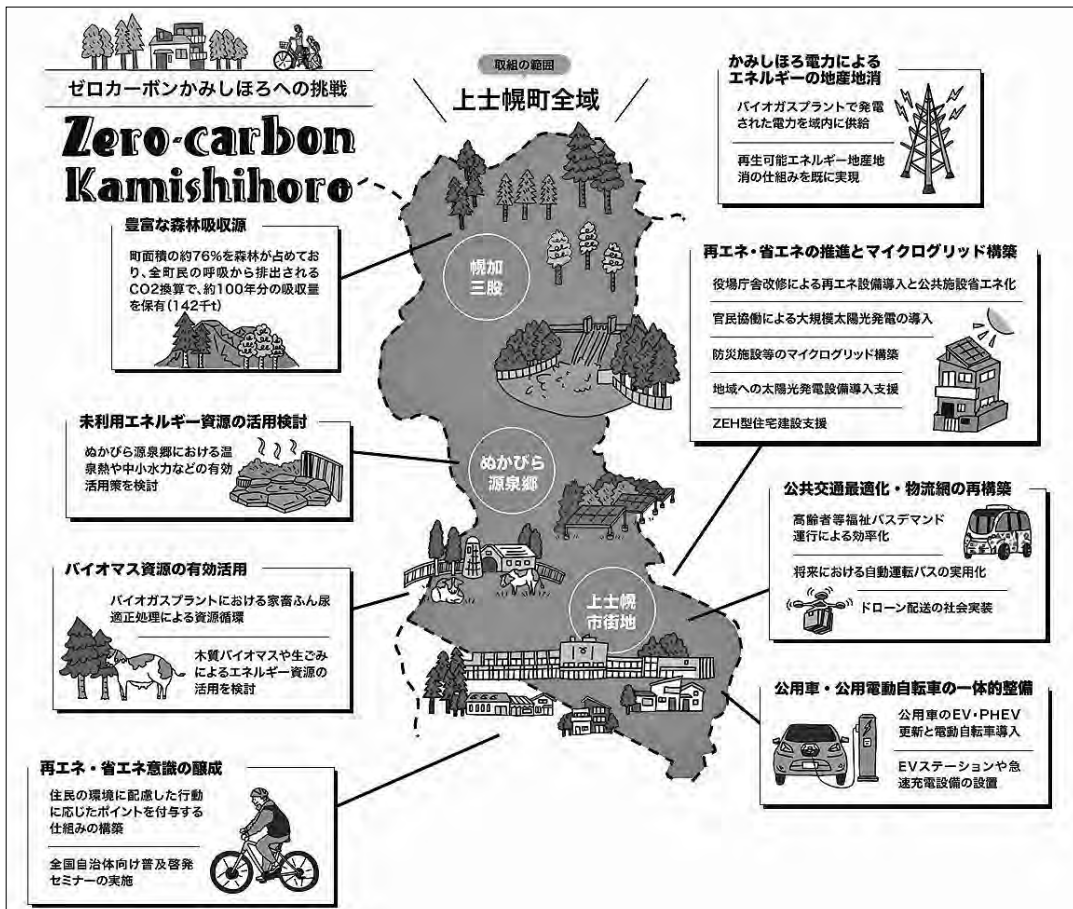 ゼロカーボンかみしほろへの挑戦
Zero-carbon
Kamishihoro
取組の範囲
上士幌町全域
豊富な森林吸収源
町面積の約76%を森林が占めてお
り、全町民の呼吸から排出される
CO2換算で、約100年分の吸収量
を保有(142千t)
未利用エネルギー資源の活用検討
ぬかびら源泉郷における温
泉熱や中小水力などの有効
活用策を検討
バイオマス資源の有効活用
バイオガスプラントにおける家畜ふん尿
適正処理による資源循環
木質バイオマスや生ごみ
によるエネルギー資源の
活用を検討
再エネ・省エネ意識の醸成
住民の環境に配慮した行動
に応じたポイントを付与する
仕組みの構築
全国自治体向け普及啓発
セミナーの実施
幌加
三股
ぬかびら
源泉郷
上士幌
市街地
かみしほろ電力による
エネルギーの地産地消
バイオガスプラントで発電
された電力を域内に供給
再生可能エネルギー地産地
消の仕組みを既に実現
再エネ・省エネの推進とマイクログリッド構築
役場庁舎改修による再エネ設備導入と公共施設省エネ化
官民協働による大規模太陽光発電の導入
防災施設等のマイクログリッド構築
地域への太陽光発電設備導入支援
ZEH型住宅建設支援
公共交通最適化・物流網の再構築
高齢者等福祉バスデマンド
運行による効率化
将来における自動運転バスの実用化
ドローン配送の社会実装
公用車・公用電動自転車の一体的整備
公用車のEV・PHEV
更新と電動自転車導入
EVステーションや急
速充電設備の設置